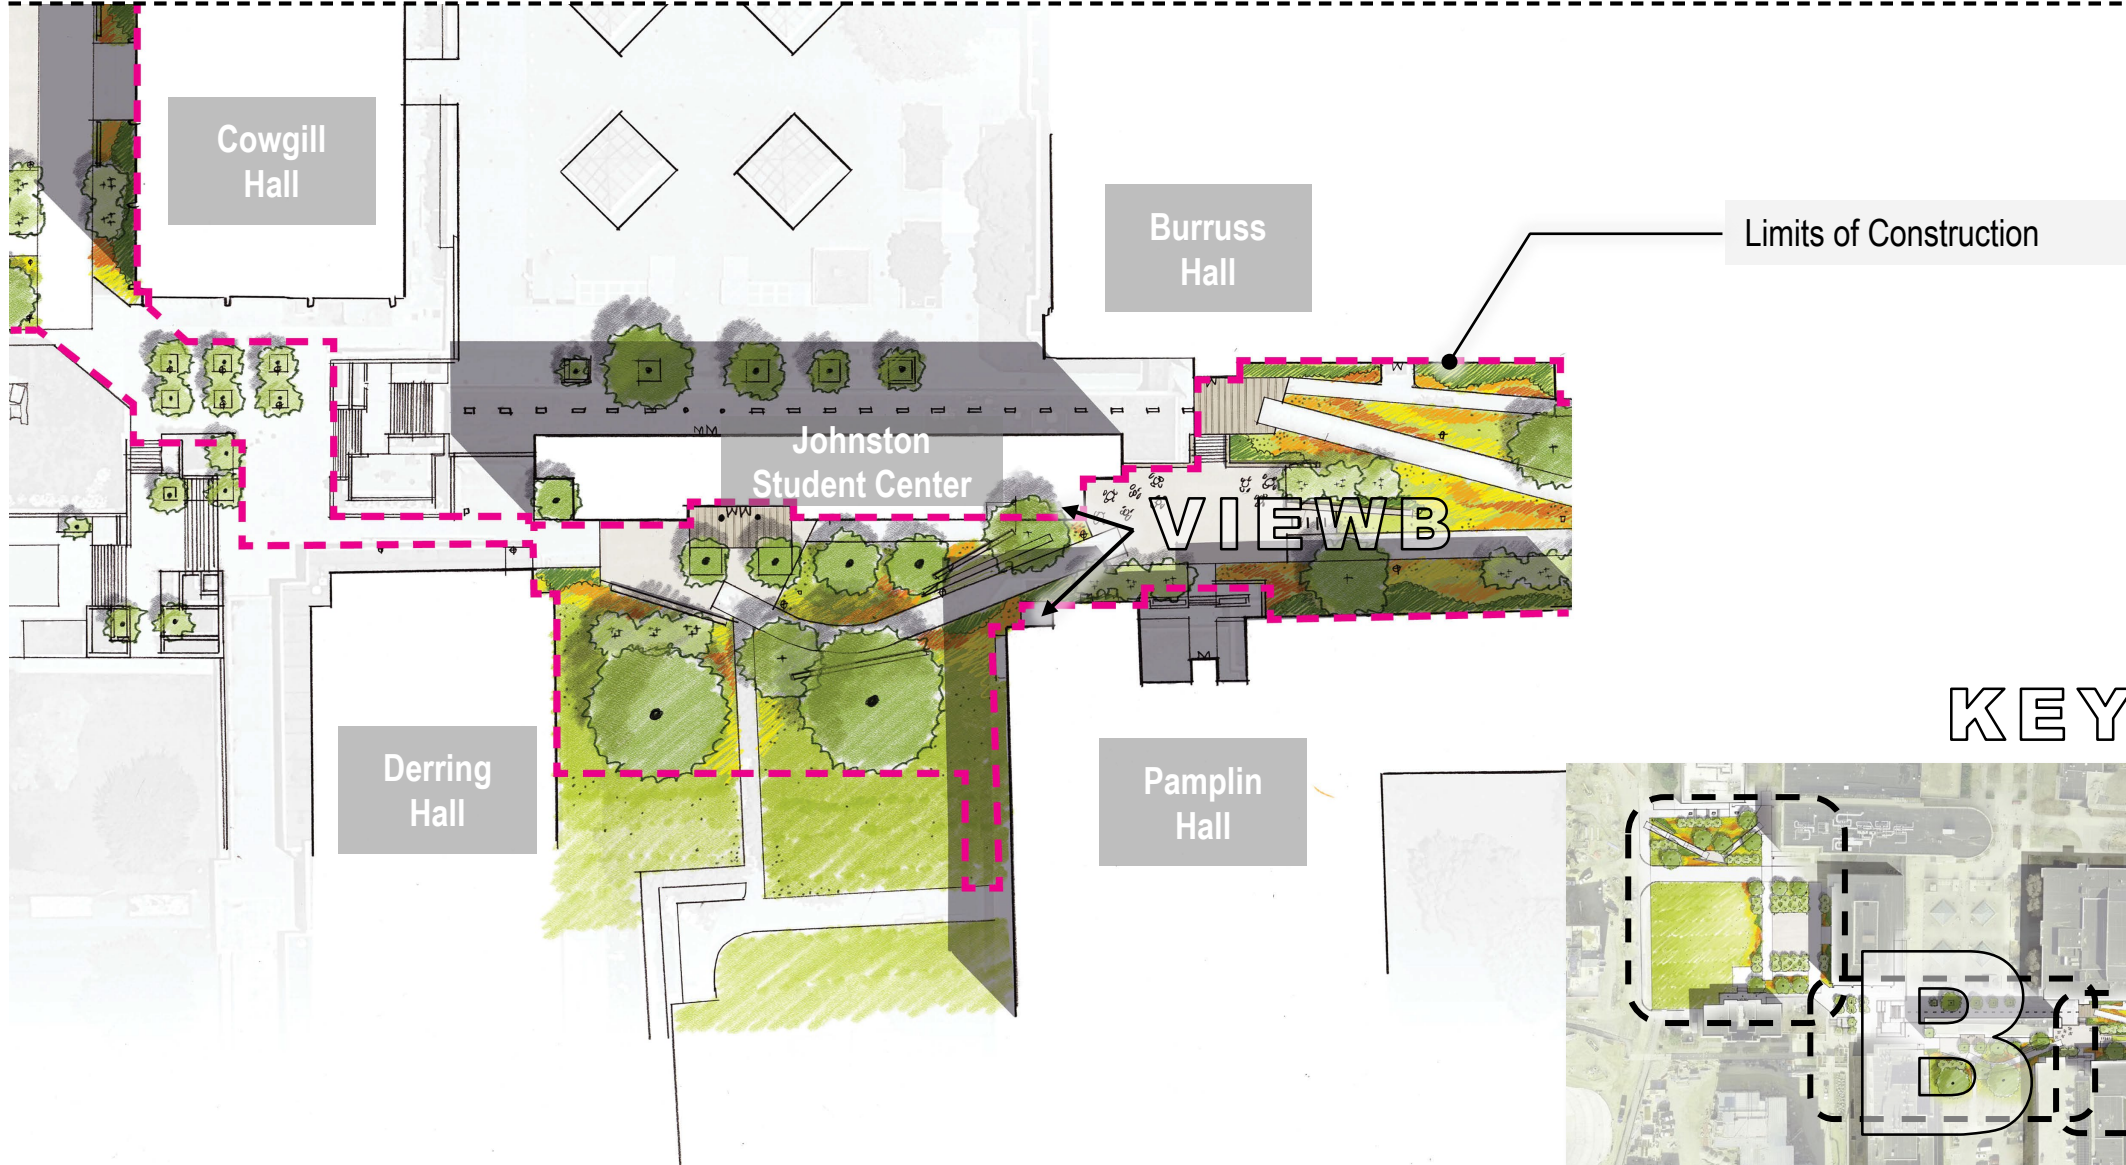 Cowgill
Hall
Burruss
Hall
Limits of Construction
Johnston
Student Center
VIEW B
KEY
Derring
Hall
Pamplin
Hall
B